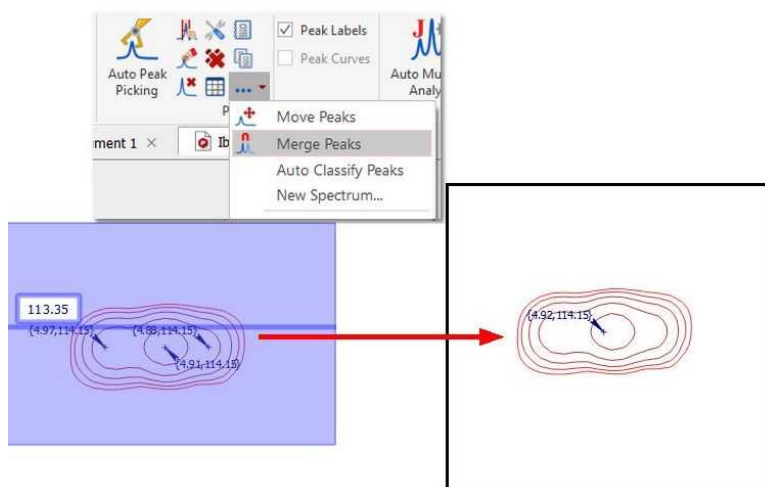 Peak Labels
Peak Curves
Auto Peak
Picking
Auto Mu
Analy
P
Move Peaks
ment 1 ×
Ib
Merge Peaks
Auto Classify Peaks
New Spectrum...
113.35
{4.97,114.15}
{4.88,114.15}
{4.91,114.15}
{4.92,114.15}